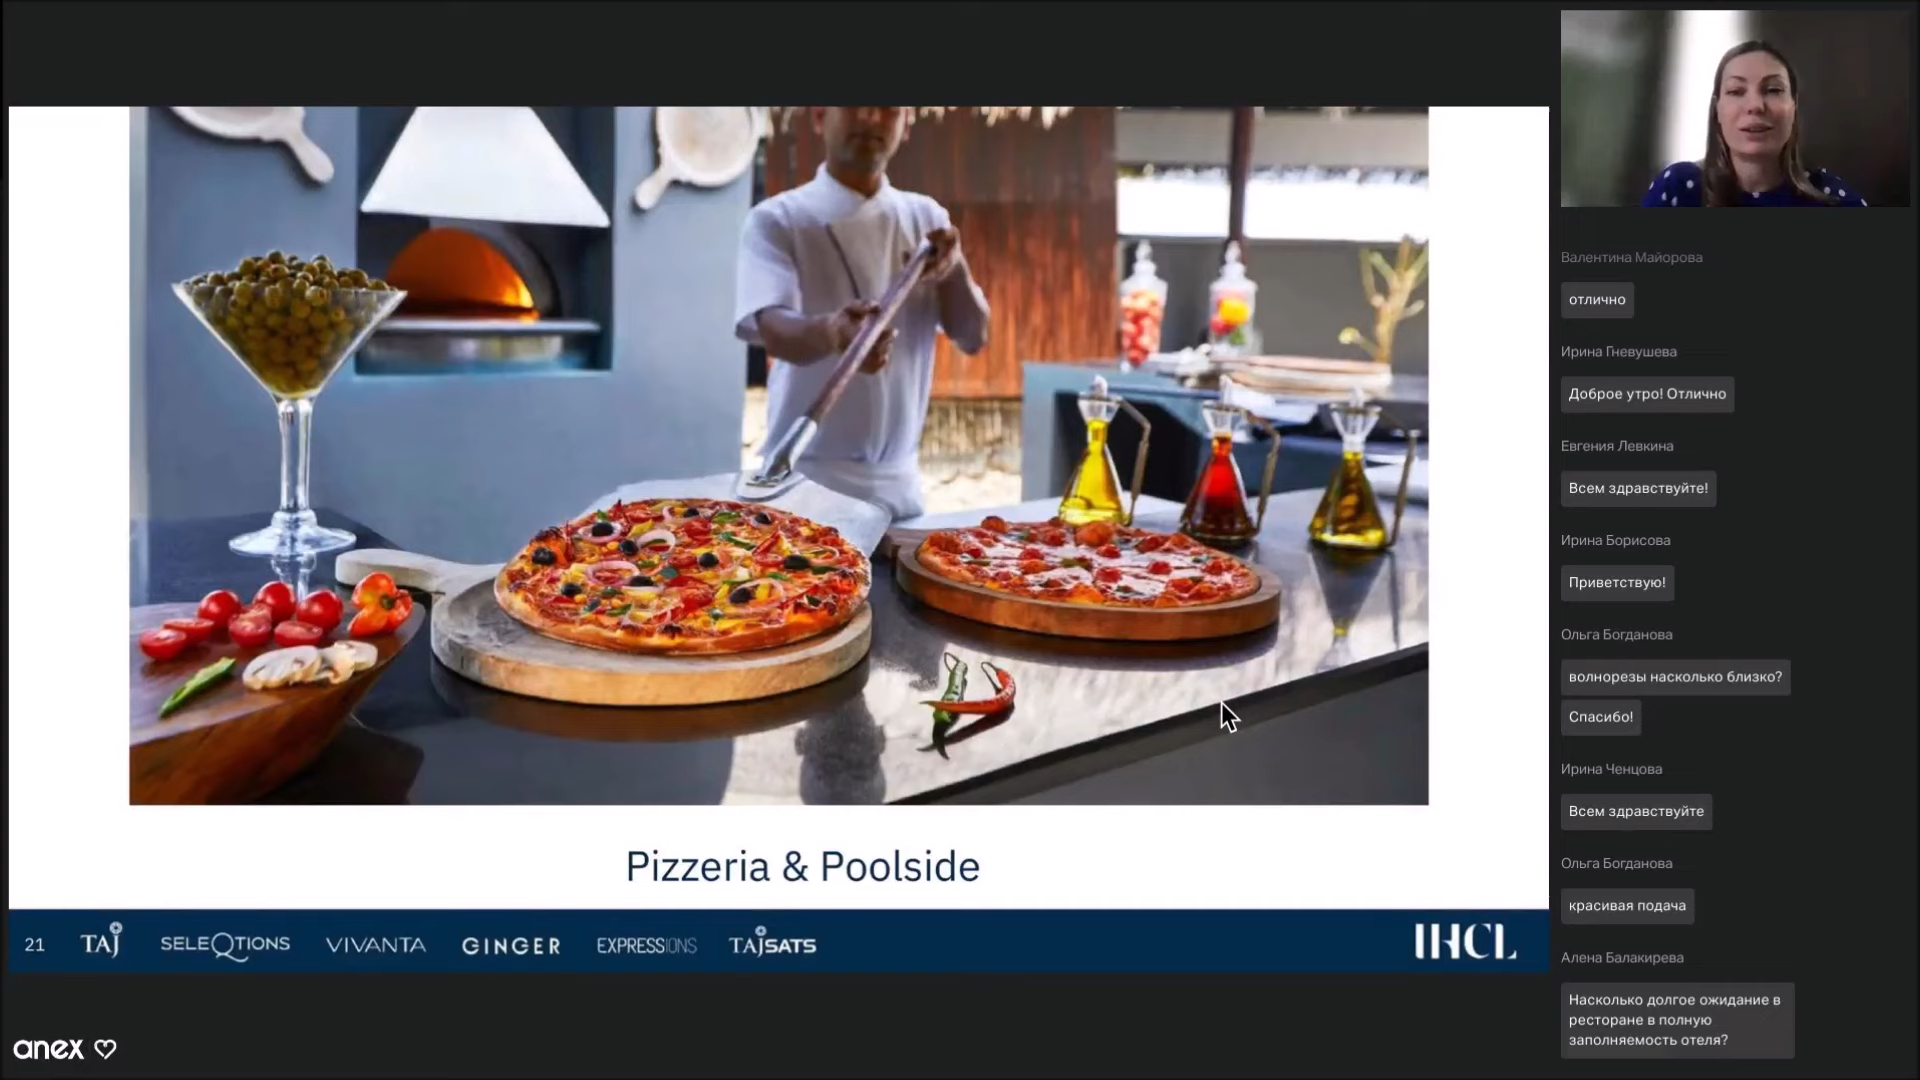 Pizzeria & Poolside
21
TAJ
SELEQTIONS
VIVANTA
GINGER
EXPRESSIONS
TAJSATS
IHCL
anex
Валентина Майорова
отлично
Ирина Гневушева
Доброе утро! Отлично
Евгения Левкина
Всем здравствуйте!
Ирина Борисова
Приветствую!
Ольга Богданова
волнорезы насколько близко?
Спасибо!
Ирина Ченцова
Всем здравствуйте
Ольга Богданова
красивая подача
Алена Балакирева
Насколько долгое ожидание в
ресторане в полную
заполняемость отеля?